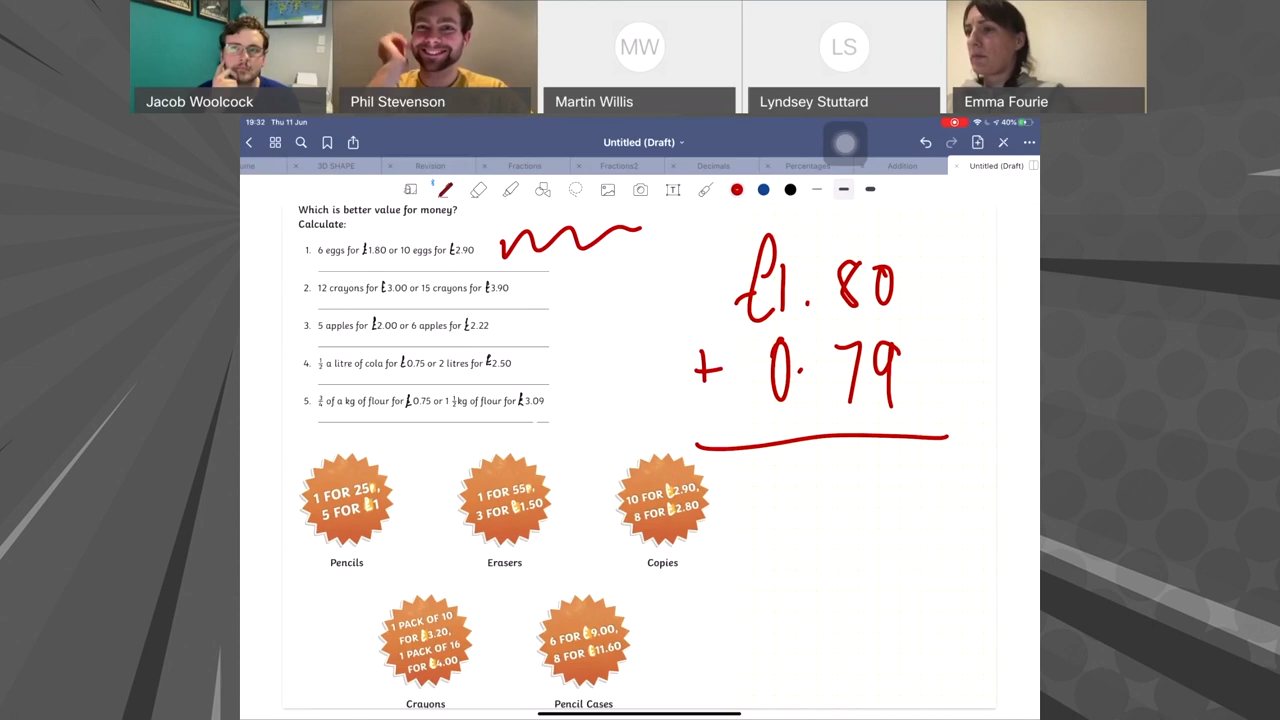 MW
LS
Jacob Woolcock
Phil Stevenson
Martin Willis
Lyndsey Stuttard
Emma Fourie
19:32 Thu 11 Jun
40%
Untitled (Draft)
ume
3D SHAPE
Revision
Fractions
Fractions2
Decimals
Percentages
Addition
Untitled (Draft)
Which is better value for money?
Calculate:
1. 6 eggs for £1.80 or 10 eggs for £2.90
2. 12 crayons for £3.00 or 15 crayons for £3.90
3. 5 apples for £2.00 or 6 apples for £2.22
4. ½ a litre of cola for £0.75 or 2 litres for £2.50
5. ¾ of a kg of flour for £0.75 or 1 ½ kg of flour for £3.09
£1.80
+ 0.79
1 FOR 25p,
5 FOR £1
Pencils
1 FOR 55p,
3 FOR £1.50
Erasers
10 FOR £2.90,
8 FOR £2.80
Copies
1 PACK OF 10
FOR £3.20,
1 PACK OF 16
FOR £4.00
Crayons
6 FOR £9.00,
8 FOR £11.60
Pencil Cases